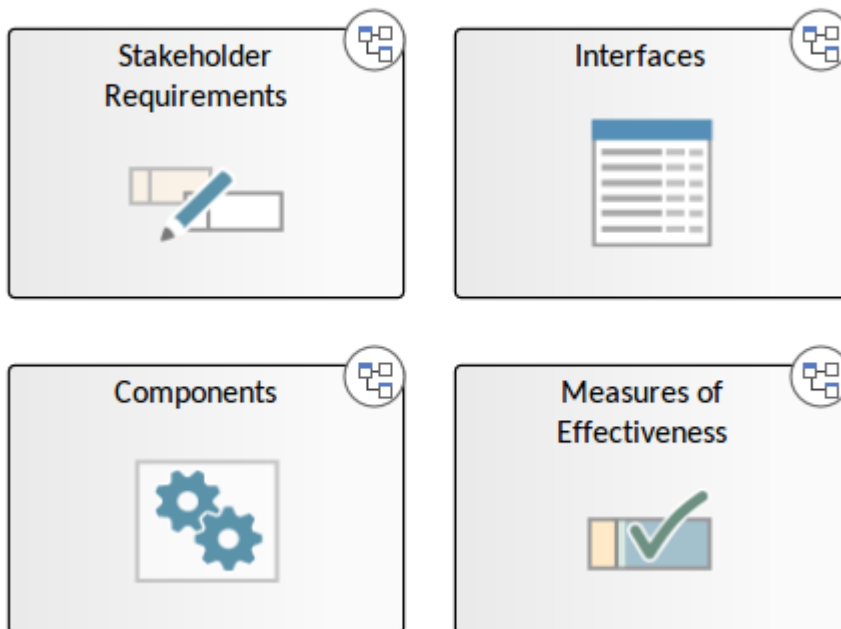 Stakeholder
Requirements
Interfaces
Components
Measures of
Effectiveness